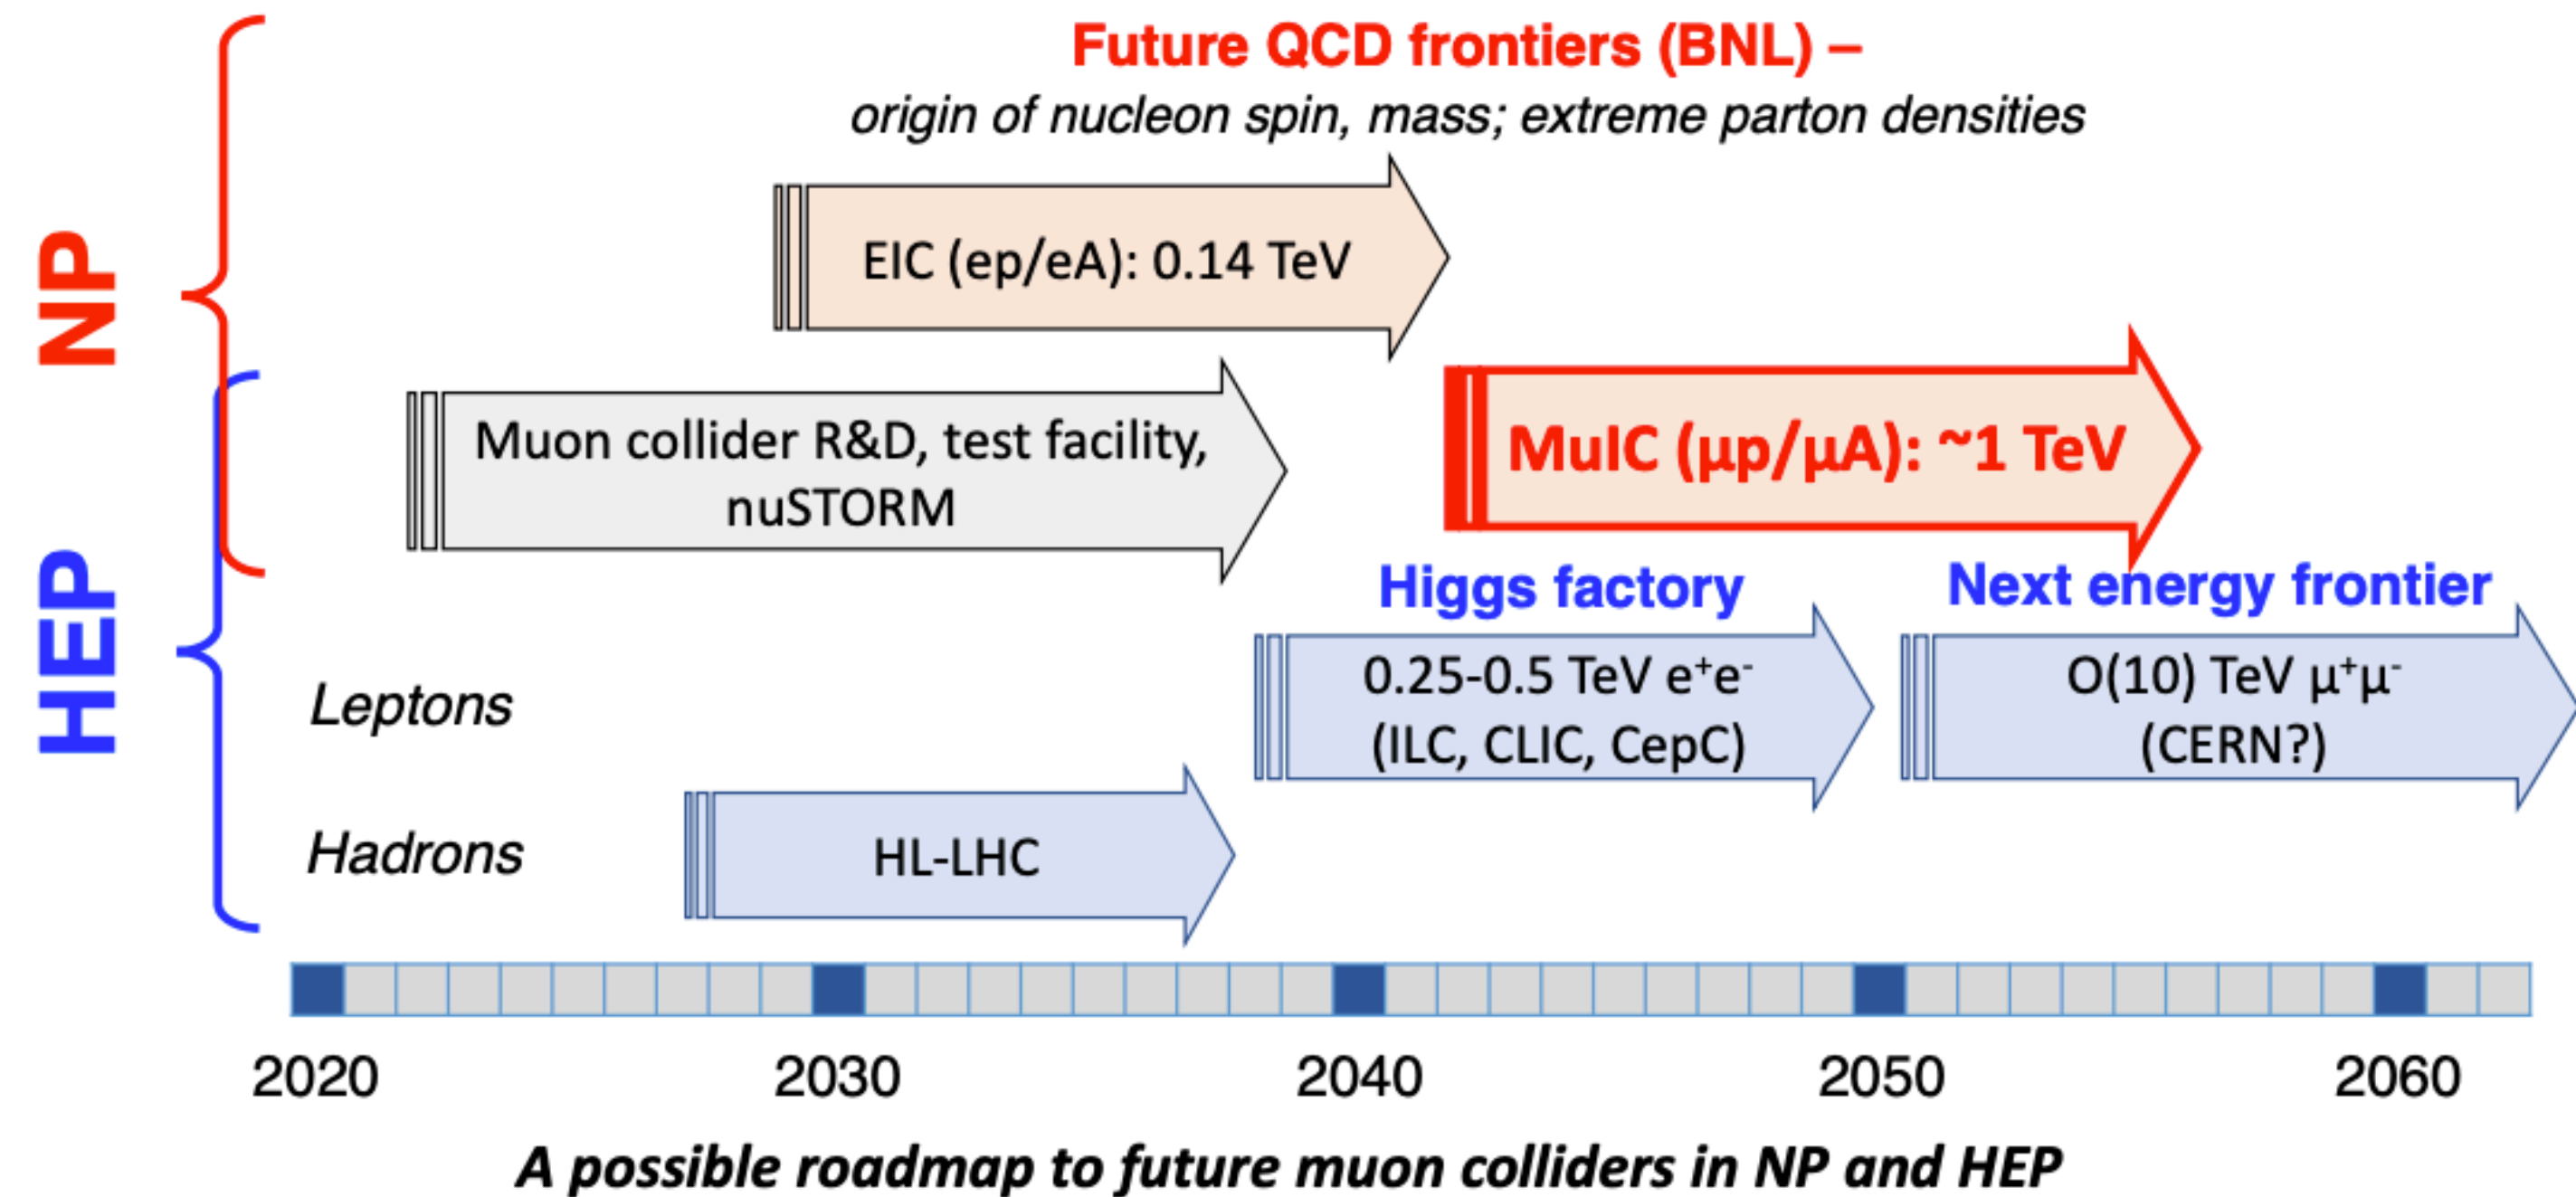 Future QCD frontiers (BNL) –
origin of nucleon spin, mass; extreme parton densities
NP
EIC (ep/eA): 0.14 TeV
Muon collider R&D, test facility,
nuSTORM
MuIC (μp/μA): ~1 TeV
HEP
Higgs factory
Next energy frontier
Leptons
0.25-0.5 TeV e⁺e⁻
(ILC, CLIC, CepC)
O(10) TeV μ⁺μ⁻
(CERN?)
Hadrons
HL-LHC
2020
2030
2040
2050
2060
A possible roadmap to future muon colliders in NP and HEP